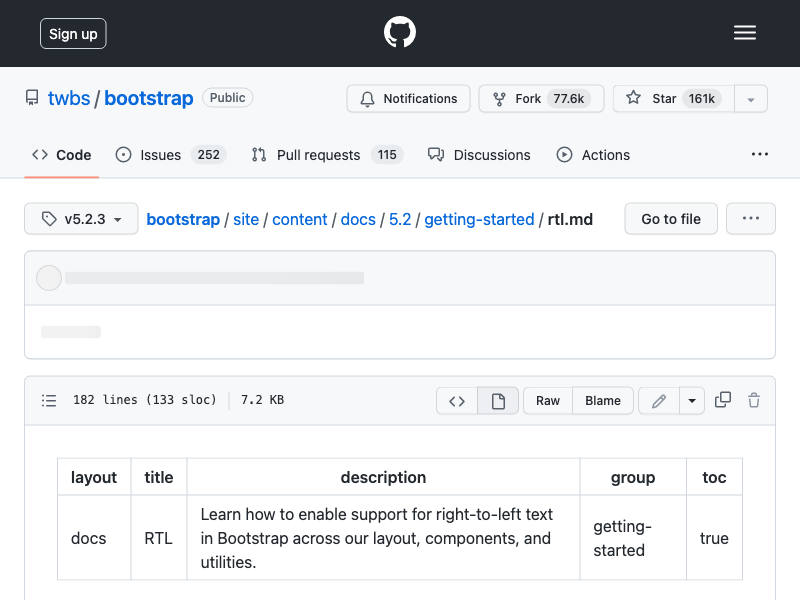 Sign up
twbs / bootstrap Public
Notifications Fork 77.6k Star 161k
Code Issues 252 Pull requests 115 Discussions Actions
v5.2.3 bootstrap / site / content / docs / 5.2 / getting-started / rtl.md Go to file
182 lines (133 sloc) 7.2 KB Raw Blame
layout title description group toc
docs RTL Learn how to enable support for right-to-left text
in Bootstrap across our layout, components, and
utilities. getting-
started true